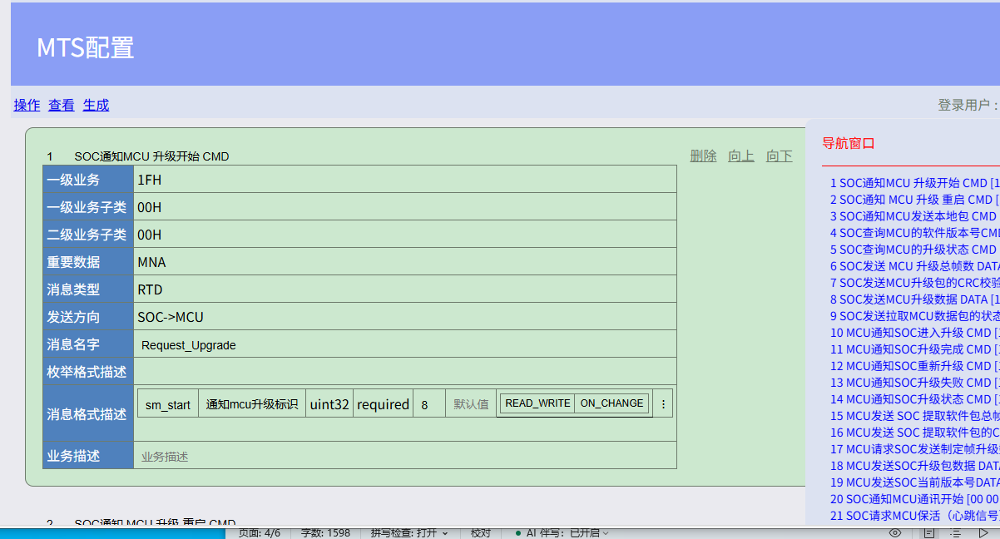 MTS配置
操作 查看 生成
登录用户 :
1 SOC通知MCU 升级开始 CMD
删除 向上 向下
一级业务 1FH
一级业务子类 00H
二级业务子类 00H
重要数据 MNA
消息类型 RTD
发送方向 SOC->MCU
消息名字 Request_Upgrade
枚举格式描述
消息格式描述 sm_start 通知mcu升级标识 uint32 required 8 默认值 READ_WRITE ON_CHANGE ⋮
业务描述 业务描述
2 SOC通知 MCU 升级 重启 CMD
导航窗口
1 SOC通知MCU 升级开始 CMD [1
2 SOC通知 MCU 升级 重启 CMD [
3 SOC通知MCU发送本地包 CMD
4 SOC查询MCU的软件版本号CMD
5 SOC查询MCU的升级状态 CMD
6 SOC发送 MCU 升级总帧数 DATA
7 SOC发送MCU升级包的CRC校验
8 SOC发送MCU升级数据 DATA [1
9 SOC发送拉取MCU数据包的状态
10 MCU通知SOC进入升级 CMD [
11 MCU通知SOC升级完成 CMD [
12 MCU通知SOC重新升级 CMD [
13 MCU通知SOC升级失败 CMD [
14 MCU通知SOC升级状态 CMD [
15 MCU发送 SOC 提取软件包总帧
16 MCU发送 SOC 提取软件包的C
17 MCU请求SOC发送制定帧升级
18 MCU发送SOC升级包数据 DATA
19 MCU发送SOC当前版本号DATA
20 SOC通知MCU通讯开始 [00 00
21 SOC请求MCU保活（心跳信号
页面: 4/6 字数: 1598 拼写检查: 打开 校对 AI 伴写: 已开启